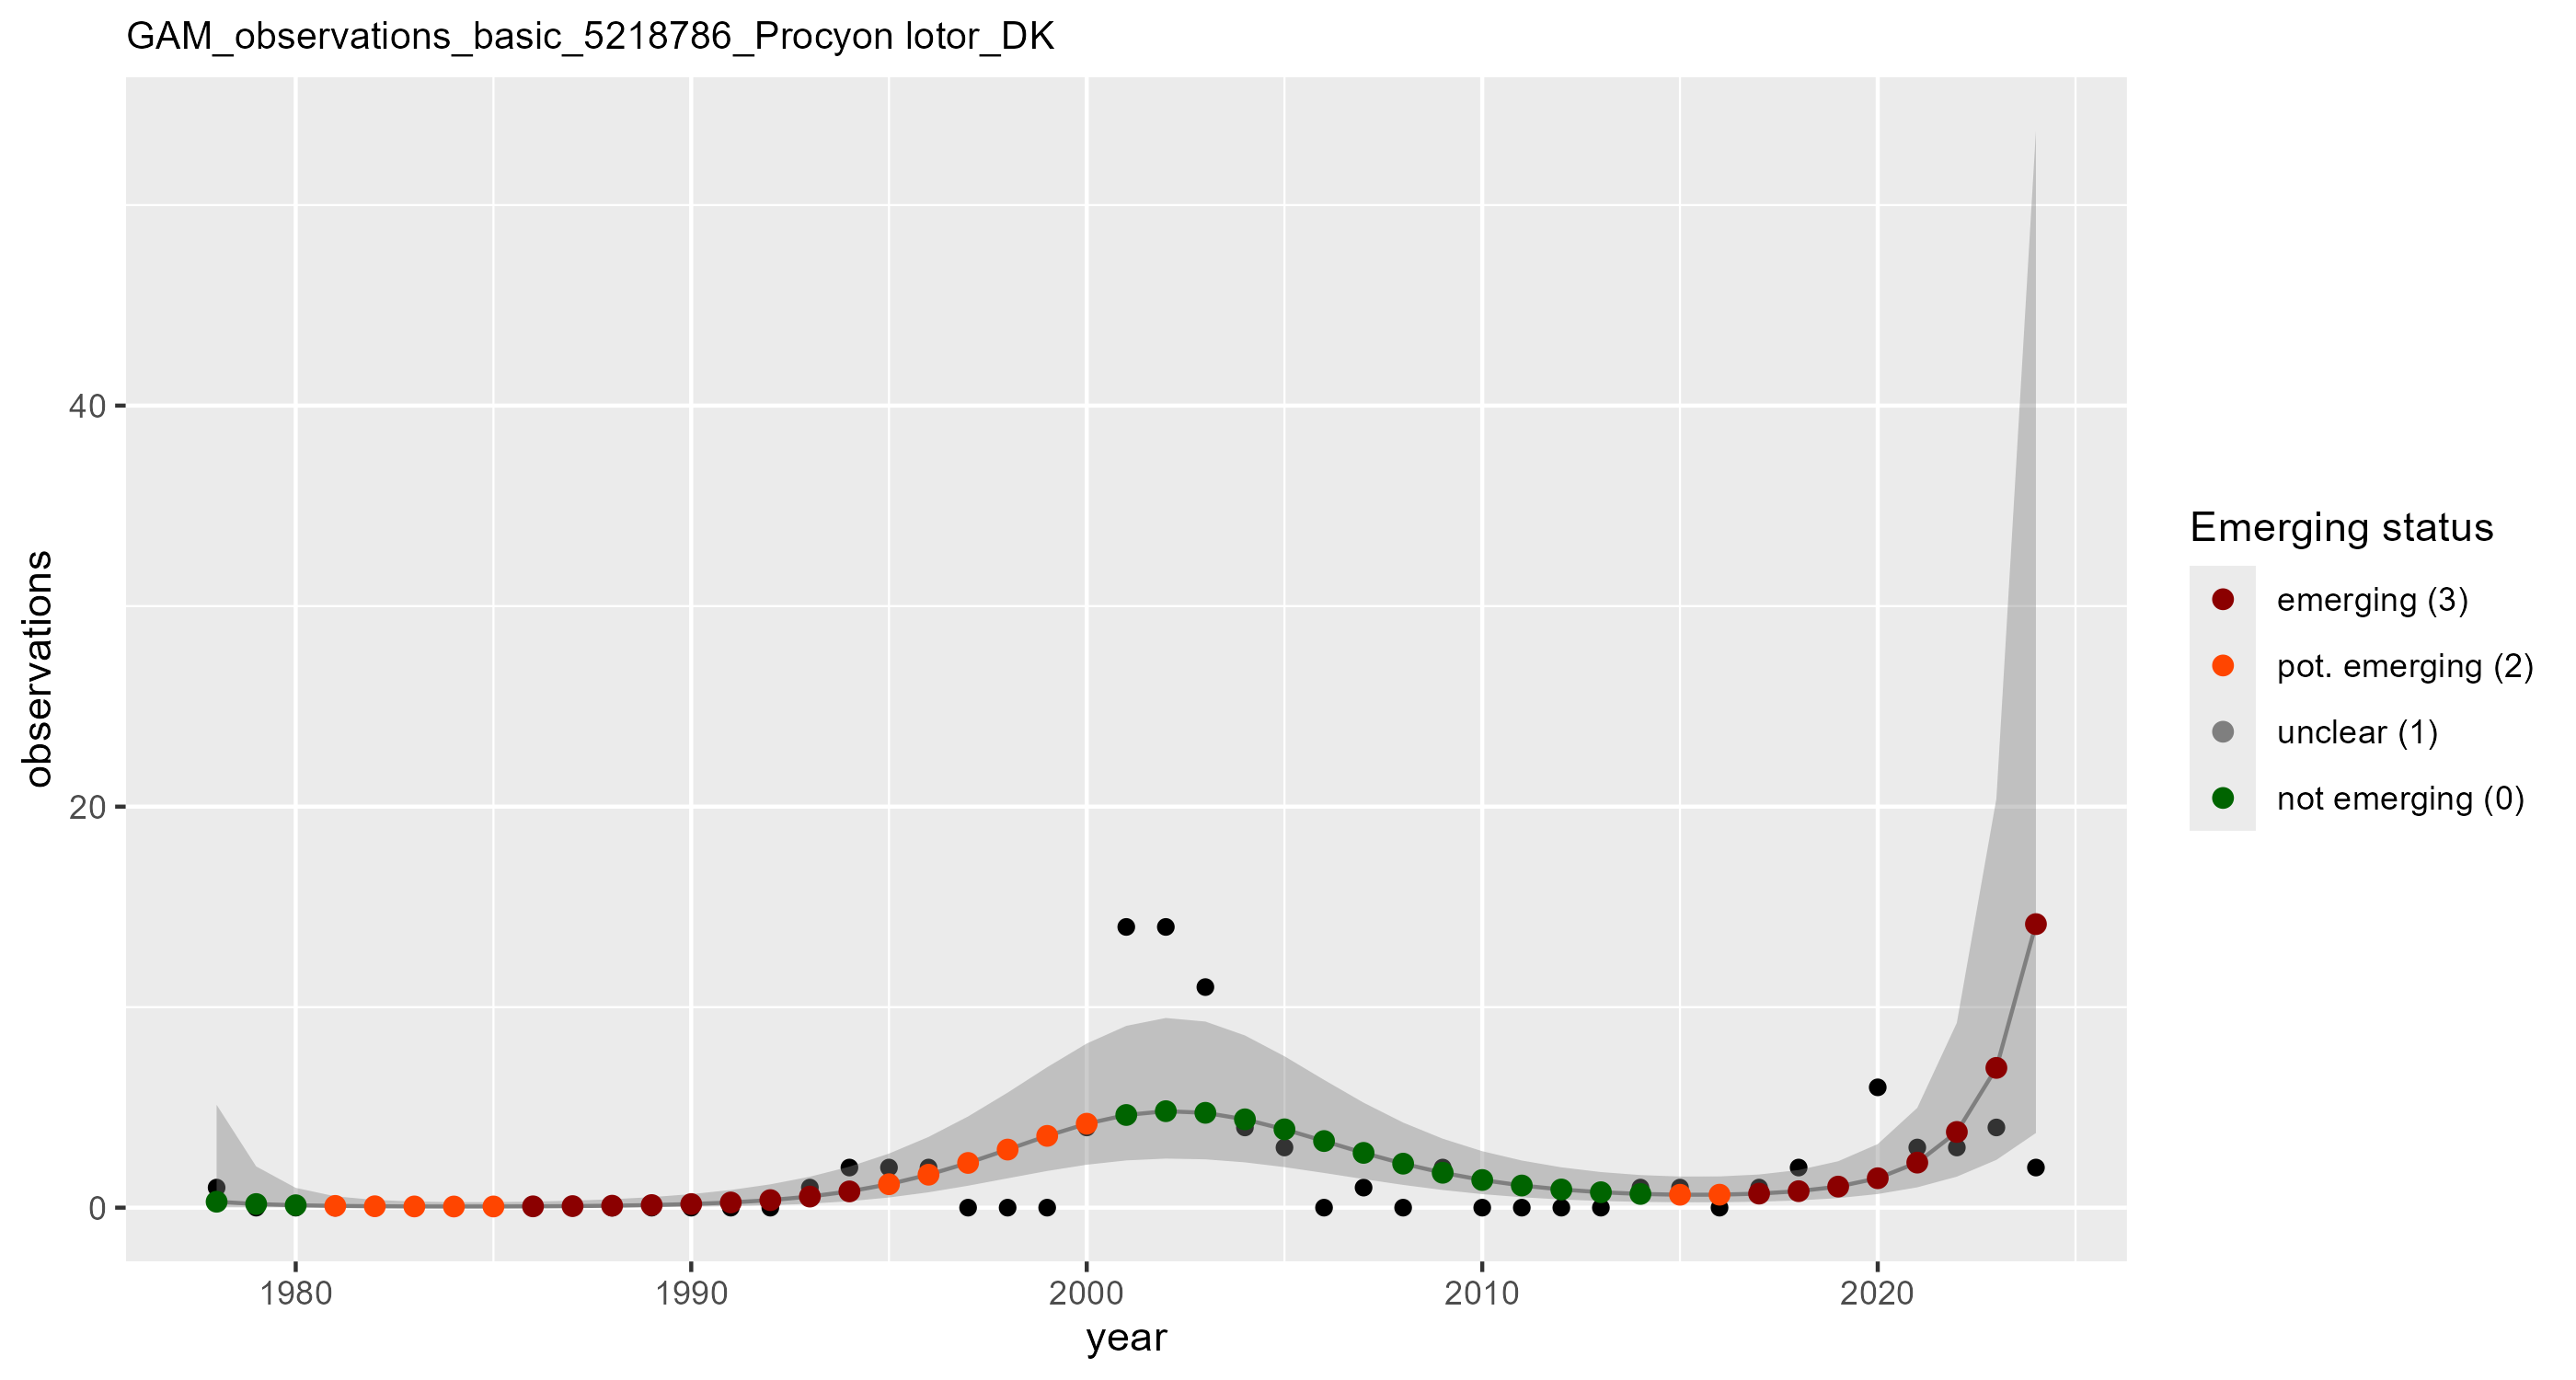 GAM_observations_basic_5218786_Procyon lotor_DK
observations
40
20
0
1980
1990
2000
2010
2020
year
Emerging status
emerging (3)
pot. emerging (2)
unclear (1)
not emerging (0)